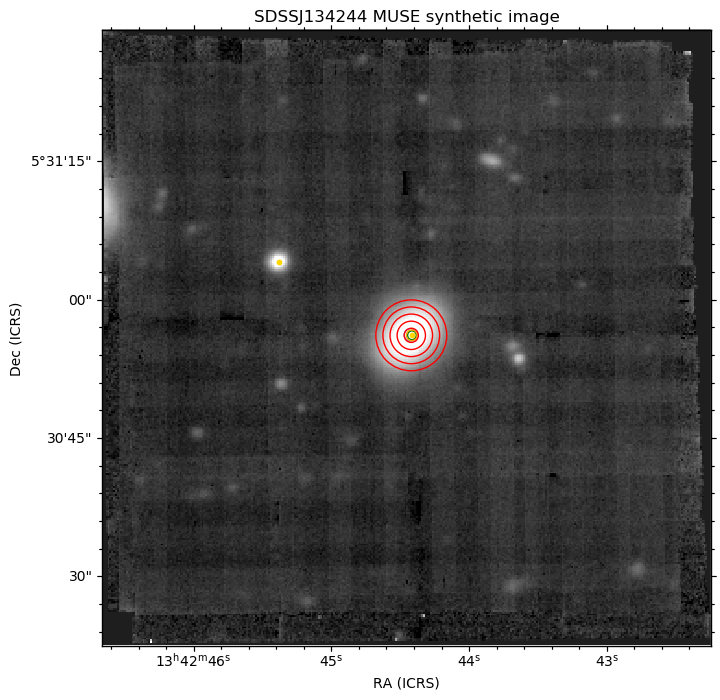 SDSSJ134244 MUSE synthetic image
5°31'15"
00"
30'45"
30"
Dec (ICRS)
13ʰ42ᵐ46ˢ 45ˢ 44ˢ 43ˢ
RA (ICRS)